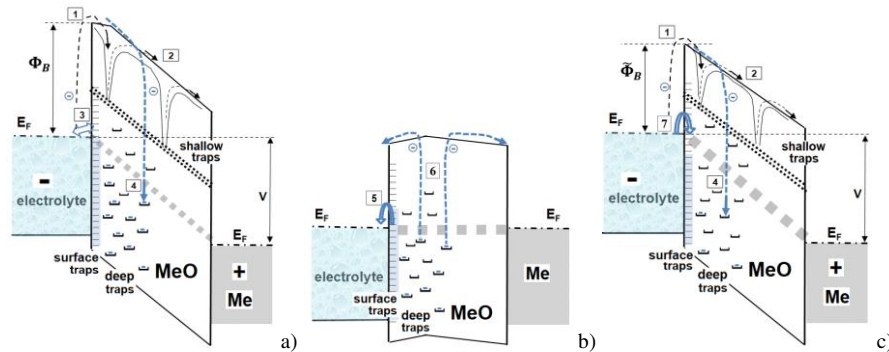 1
2
Φ_B
3
E_F
shallow
traps
4
V
electrolyte
E_F
surface
traps
deep
traps
MeO
+
Me
a)
6
5
E_F
E_F
electrolyte
surface
traps
deep
traps
MeO
Me
b)
1
2
Φ̃_B
7
E_F
shallow
traps
4
V
electrolyte
E_F
surface
traps
deep
traps
MeO
+
Me
c)